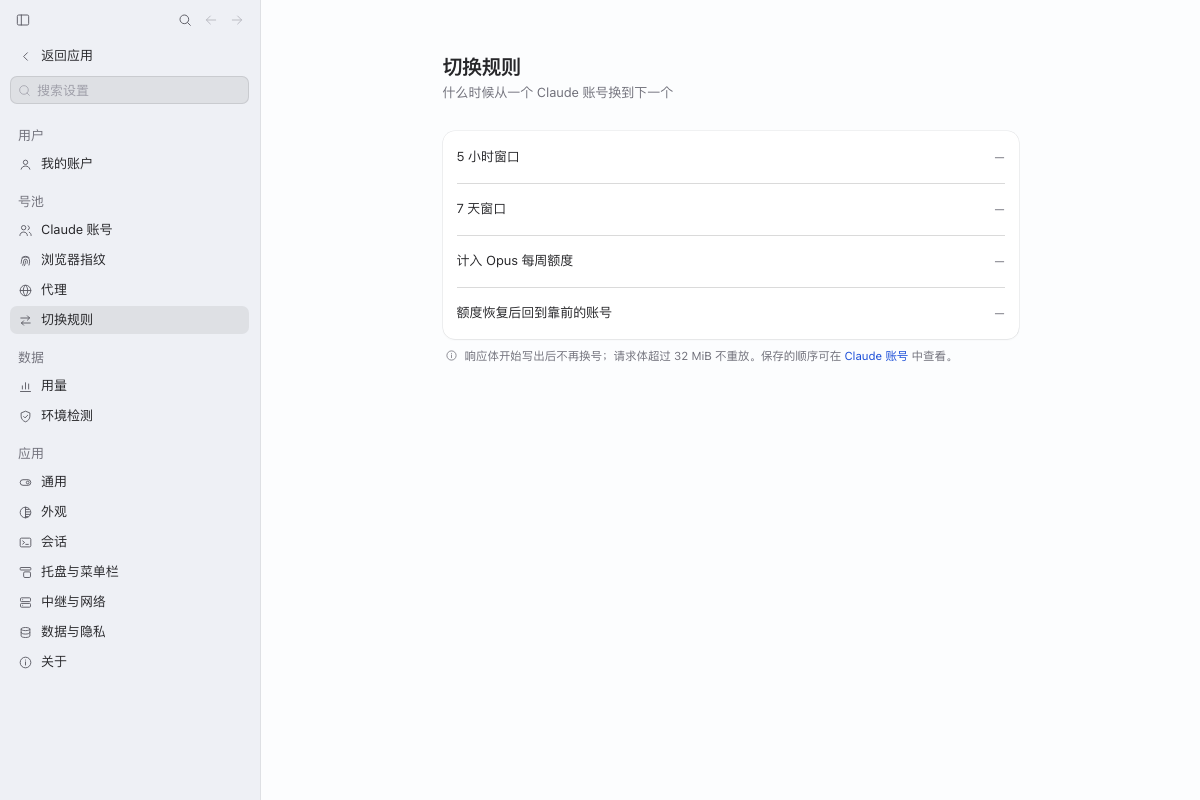 返回应用
搜索设置
用户
我的账户
号池
Claude 账号
浏览器指纹
代理
切换规则
数据
用量
环境检测
应用
通用
外观
会话
托盘与菜单栏
中继与网络
数据与隐私
关于
切换规则
什么时候从一个 Claude 账号换到下一个
5 小时窗口 —
7 天窗口 —
计入 Opus 每周额度 —
额度恢复后回到靠前的账号 —
响应体开始写出后不再换号；请求体超过 32 MiB 不重放。保存的顺序可在 Claude 账号 中查看。